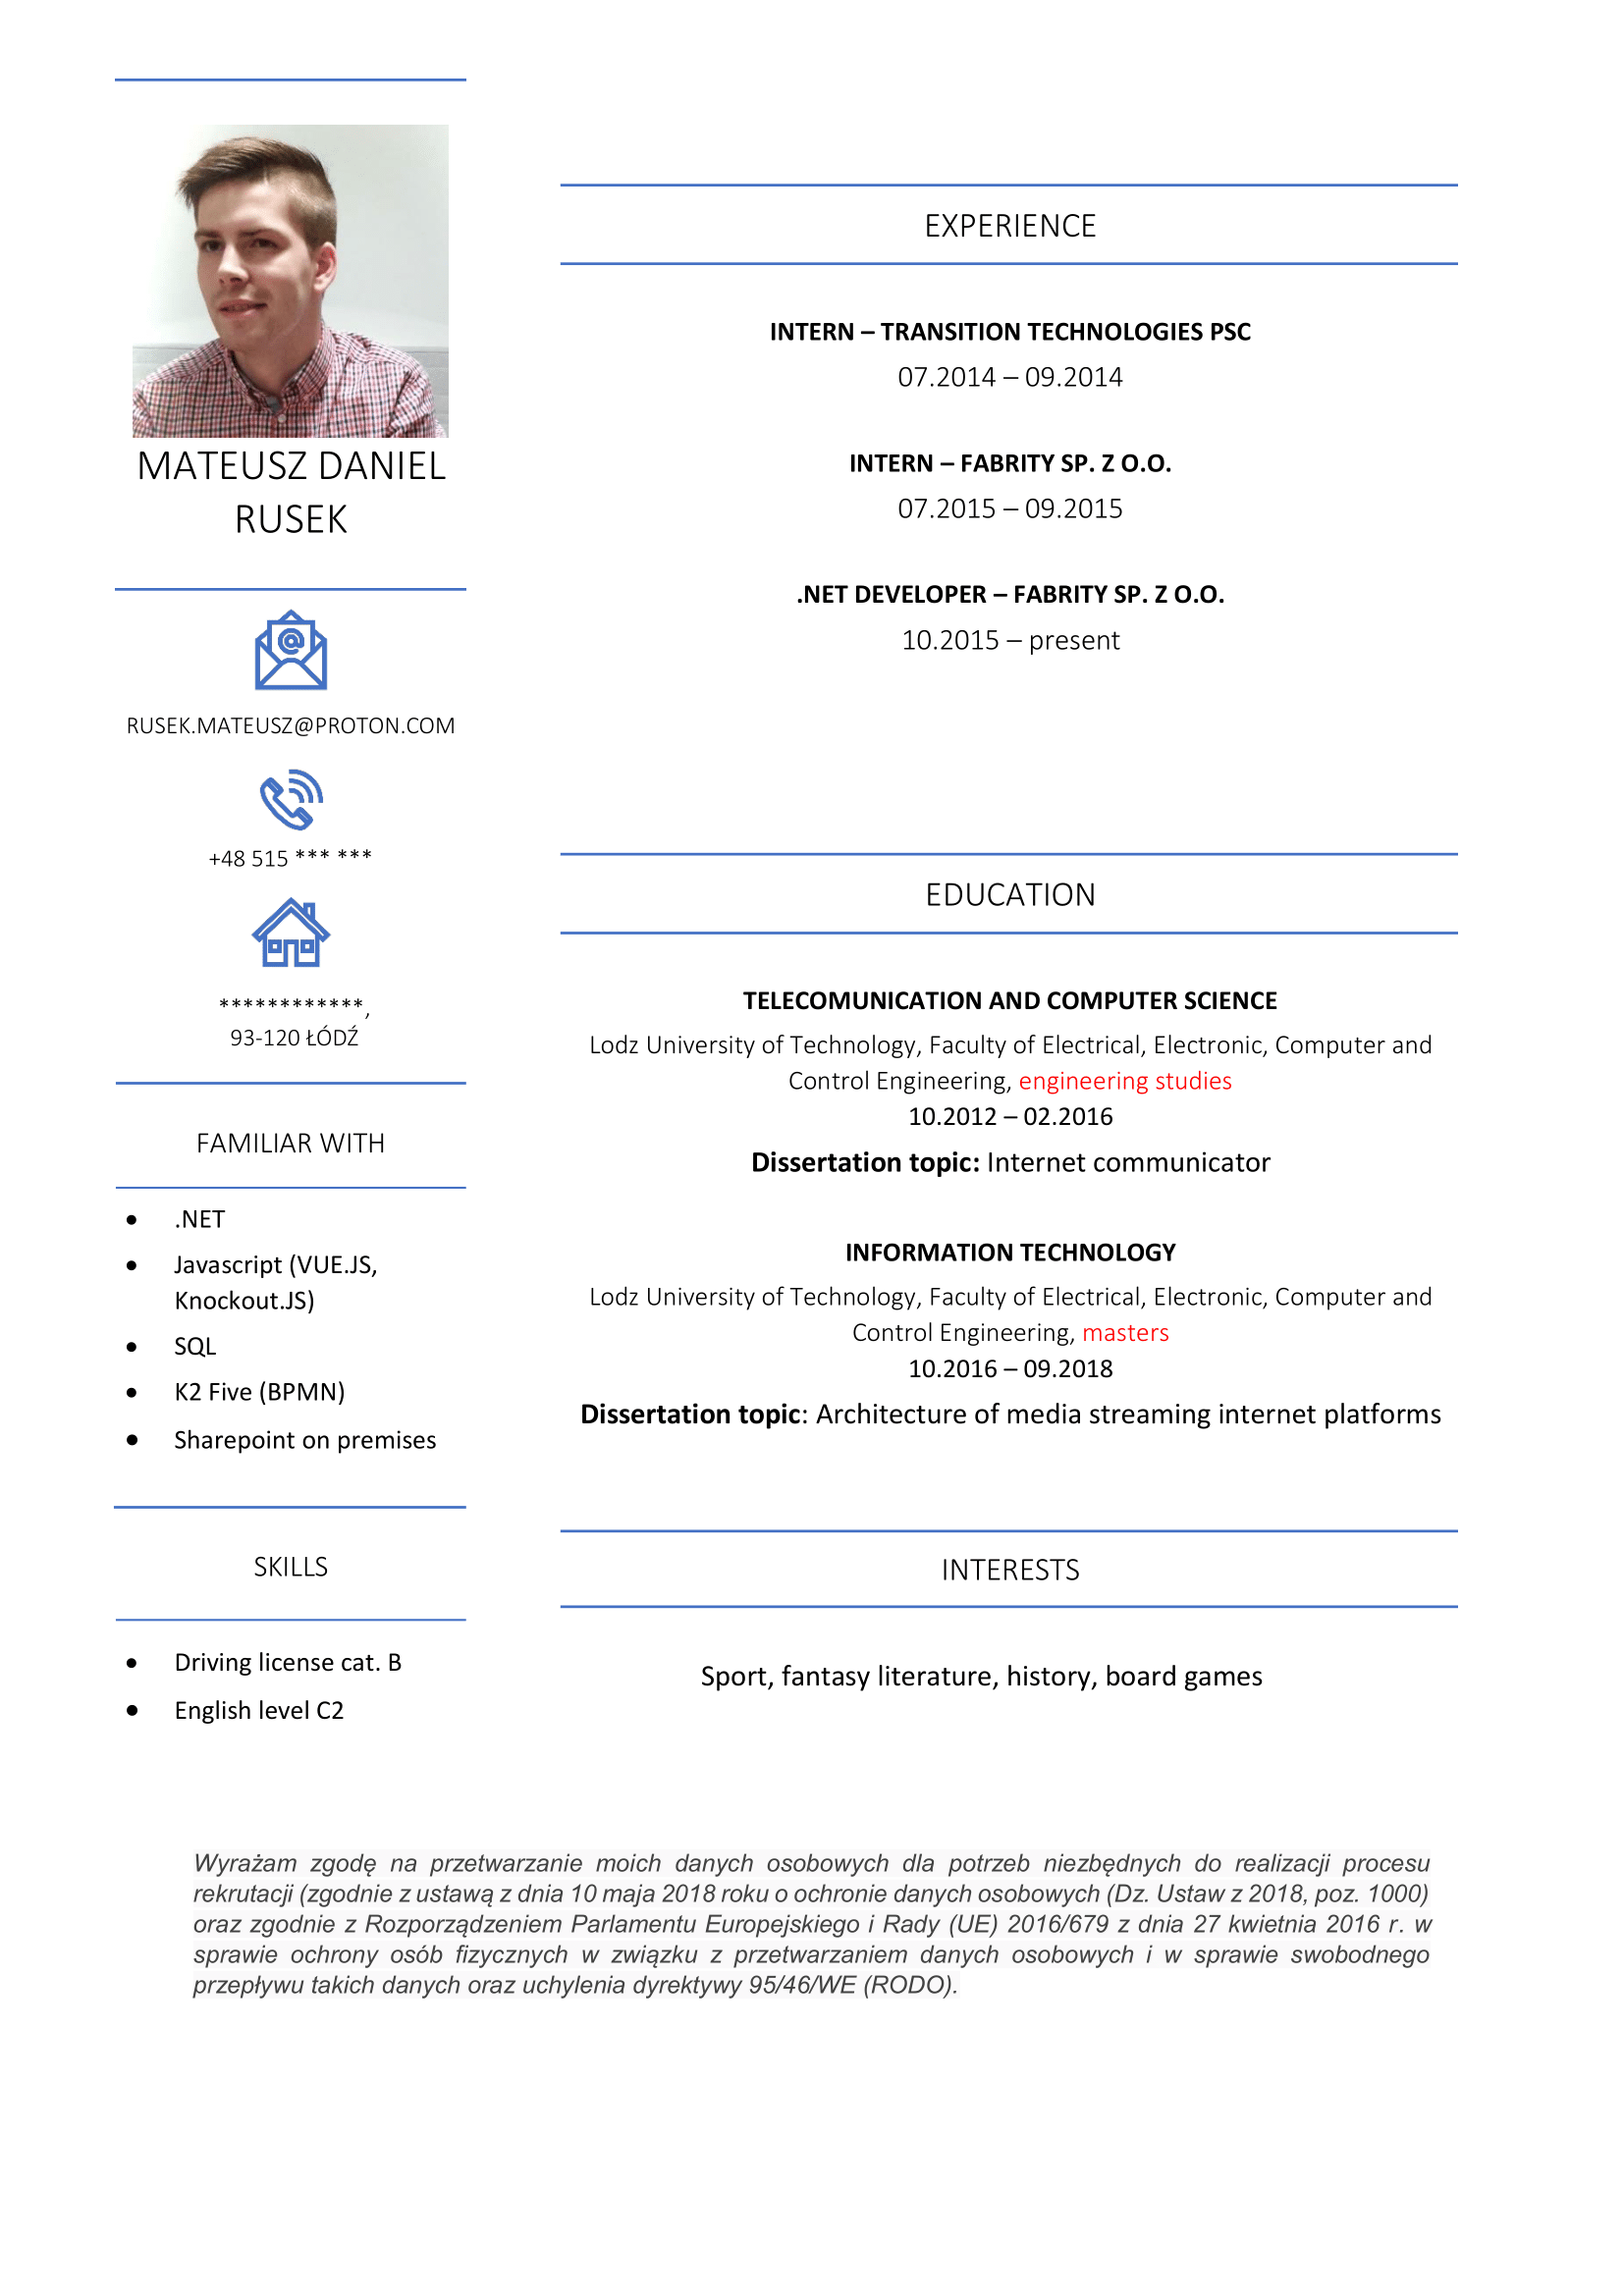 MATEUSZ DANIEL
RUSEK
RUSEK.MATEUSZ@PROTON.COM
+48 515 *** ***
************,
93-120 ŁÓDŹ
FAMILIAR WITH
• .NET
• Javascript (VUE.JS,
Knockout.JS)
• SQL
• K2 Five (BPMN)
• Sharepoint on premises
SKILLS
• Driving license cat. B
• English level C2
EXPERIENCE
INTERN – TRANSITION TECHNOLOGIES PSC
07.2014 – 09.2014
INTERN – FABRITY SP. Z O.O.
07.2015 – 09.2015
.NET DEVELOPER – FABRITY SP. Z O.O.
10.2015 – present
EDUCATION
TELECOMUNICATION AND COMPUTER SCIENCE
Lodz University of Technology, Faculty of Electrical, Electronic, Computer and
Control Engineering, engineering studies
10.2012 – 02.2016
Dissertation topic: Internet communicator
INFORMATION TECHNOLOGY
Lodz University of Technology, Faculty of Electrical, Electronic, Computer and
Control Engineering, masters
10.2016 – 09.2018
Dissertation topic: Architecture of media streaming internet platforms
INTERESTS
Sport, fantasy literature, history, board games
Wyrażam zgodę na przetwarzanie moich danych osobowych dla potrzeb niezbędnych do realizacji procesu
rekrutacji (zgodnie z ustawą z dnia 10 maja 2018 roku o ochronie danych osobowych (Dz. Ustaw z 2018, poz. 1000)
oraz zgodnie z Rozporządzeniem Parlamentu Europejskiego i Rady (UE) 2016/679 z dnia 27 kwietnia 2016 r. w
sprawie ochrony osób fizycznych w związku z przetwarzaniem danych osobowych i w sprawie swobodnego
przepływu takich danych oraz uchylenia dyrektywy 95/46/WE (RODO).